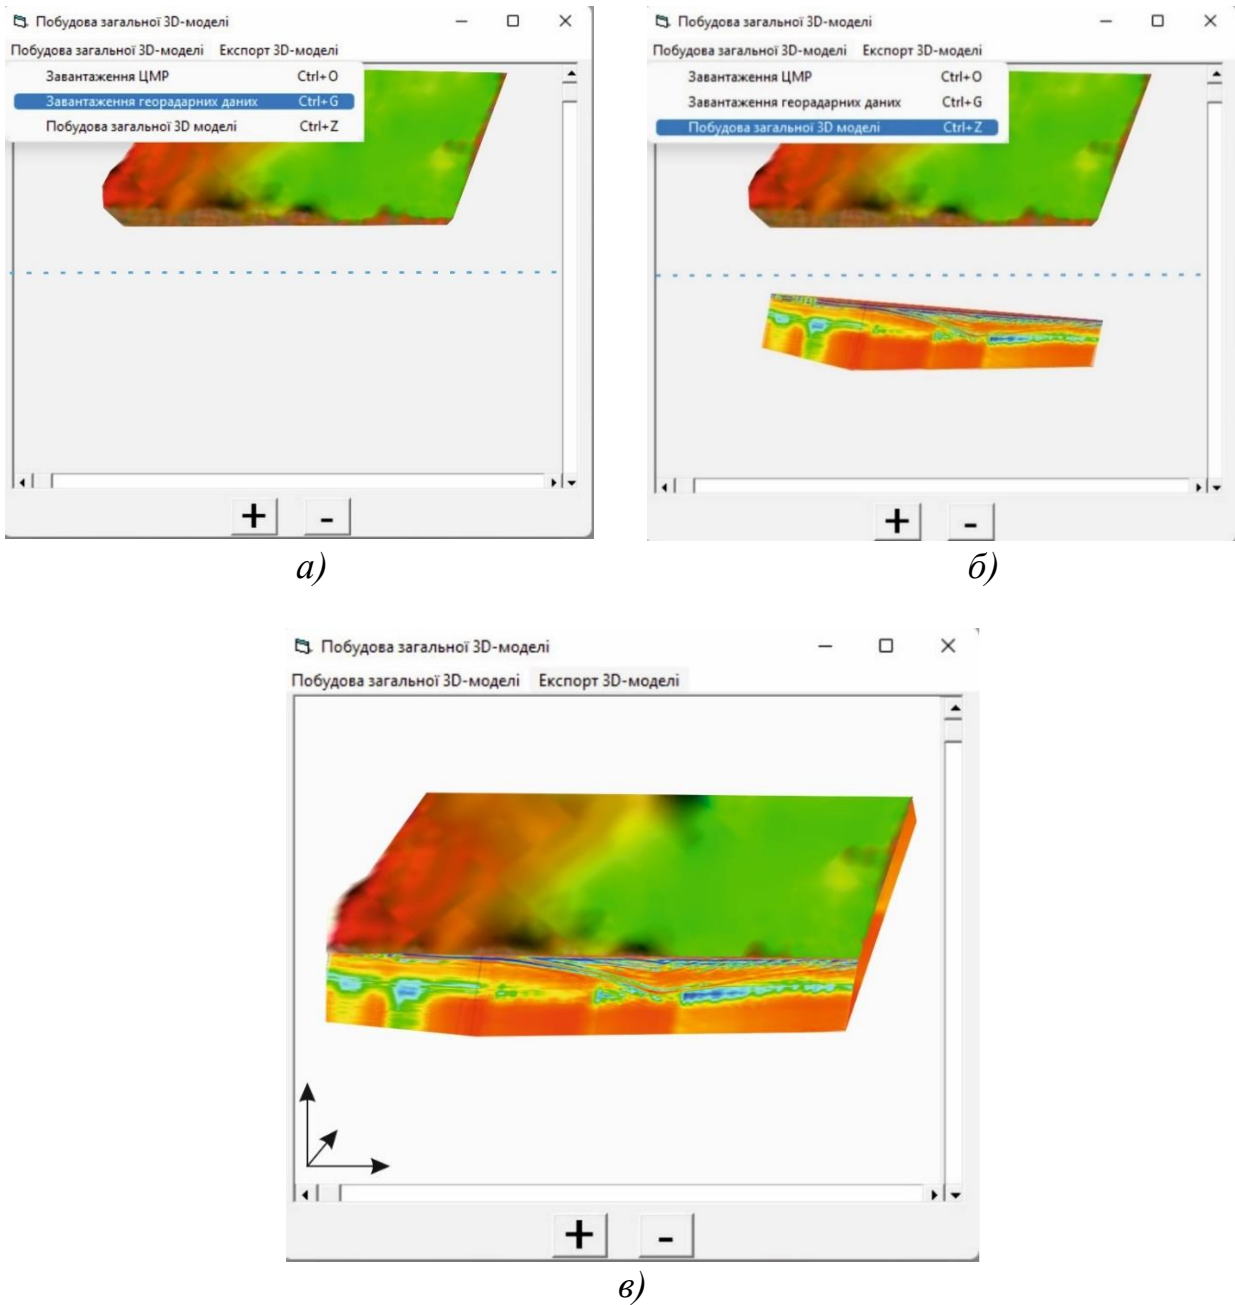 Побудова загальної 3D-моделі
Побудова загальної 3D-моделі Експорт 3D-моделі
Завантаження ЦМР Ctrl+O
Завантаження георадарних даних Ctrl+G
Побудова загальної 3D моделі Ctrl+Z
+ -
а)
Побудова загальної 3D-моделі
Побудова загальної 3D-моделі Експорт 3D-моделі
Завантаження ЦМР Ctrl+O
Завантаження георадарних даних Ctrl+G
Побудова загальної 3D моделі Ctrl+Z
+ -
б)
Побудова загальної 3D-моделі
Побудова загальної 3D-моделі Експорт 3D-моделі
+ -
в)